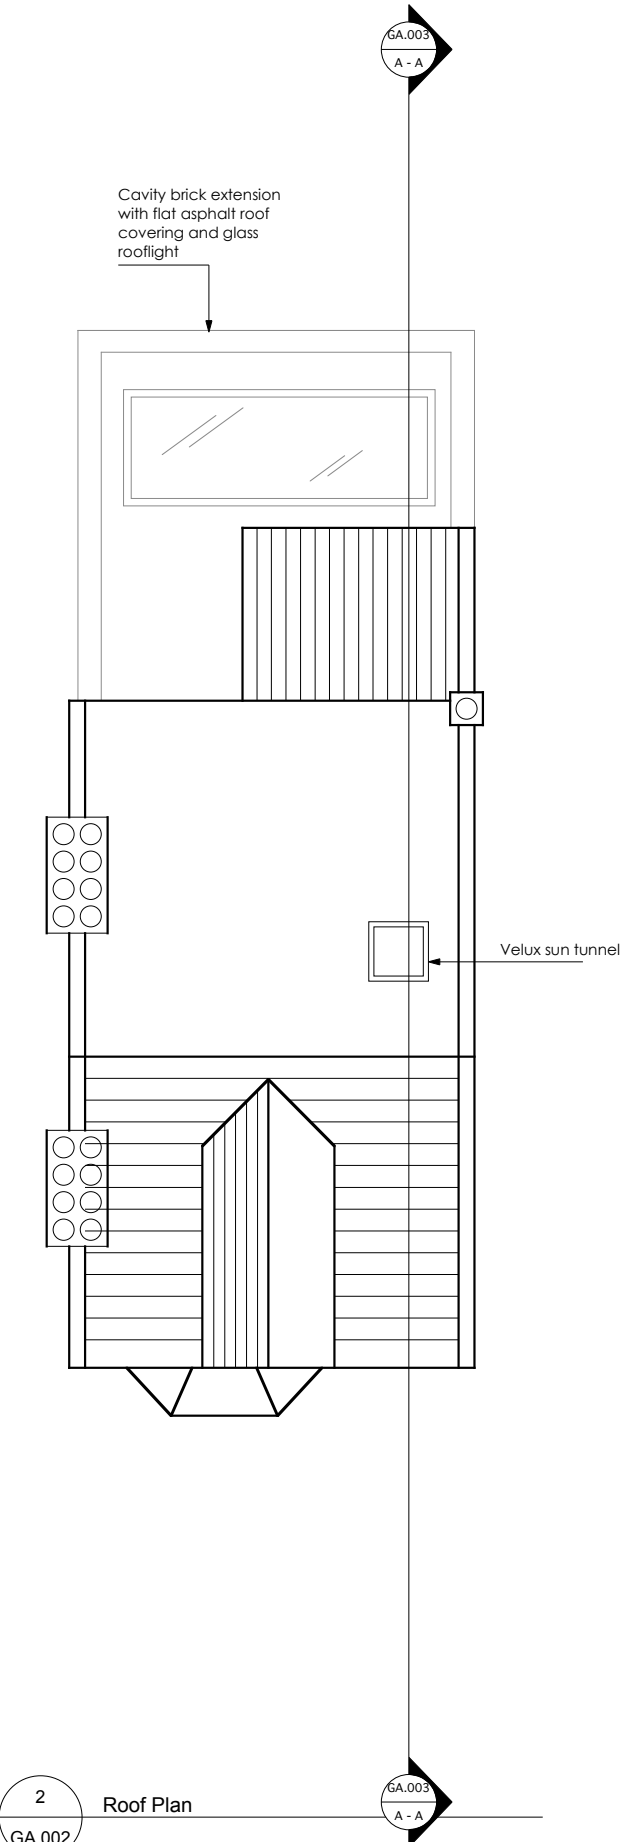 GA.003
A - A
Cavity brick extension
with flat asphalt roof
covering and glass
rooflight
Velux sun tunnel
2
Roof Plan
GA.002
GA.003
A - A